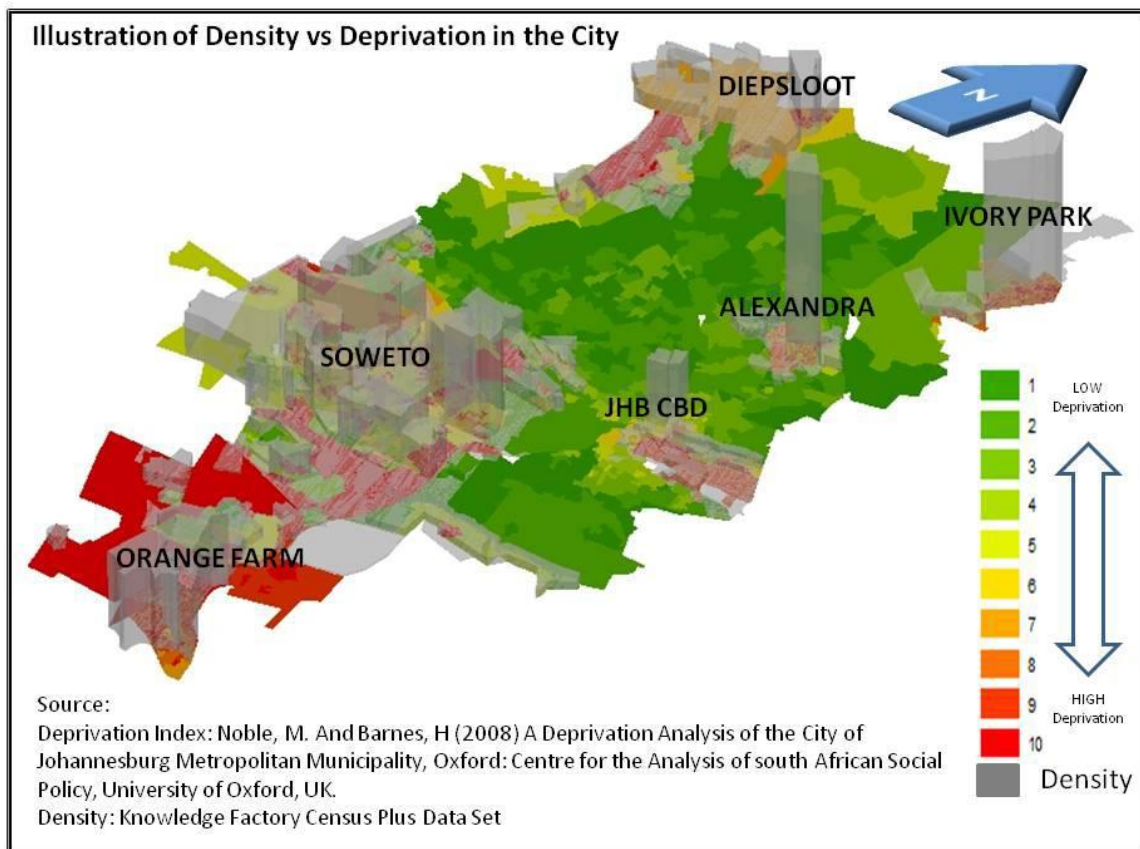 Illustration of Density vs Deprivation in the City
DIEPSLOOT
N
IVORY PARK
ALEXANDRA
SOWETO
JHB CBD
ORANGE FARM
1
LOW
Deprivation
2
3
4
5
6
7
8
9
HIGH
Deprivation
10
Density
Source:
Deprivation Index: Noble, M. And Barnes, H (2008) A Deprivation Analysis of the City of
Johannesburg Metropolitan Municipality, Oxford: Centre for the Analysis of south African Social
Policy, University of Oxford, UK.
Density: Knowledge Factory Census Plus Data Set